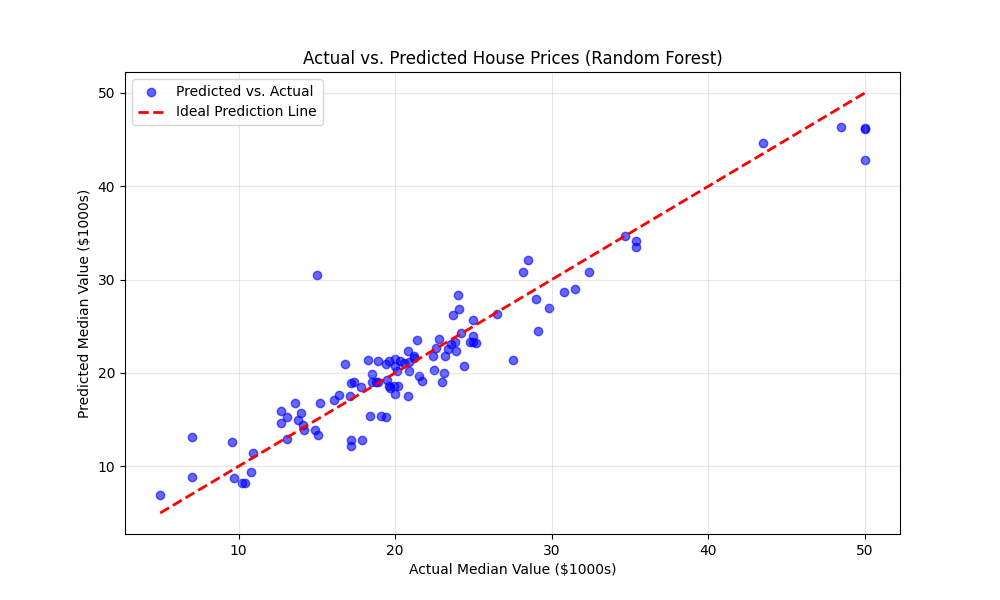 Actual vs. Predicted House Prices (Random Forest)
Predicted vs. Actual
Ideal Prediction Line
Predicted Median Value ($1000s)
50
40
30
20
10
10 20 30 40 50
Actual Median Value ($1000s)